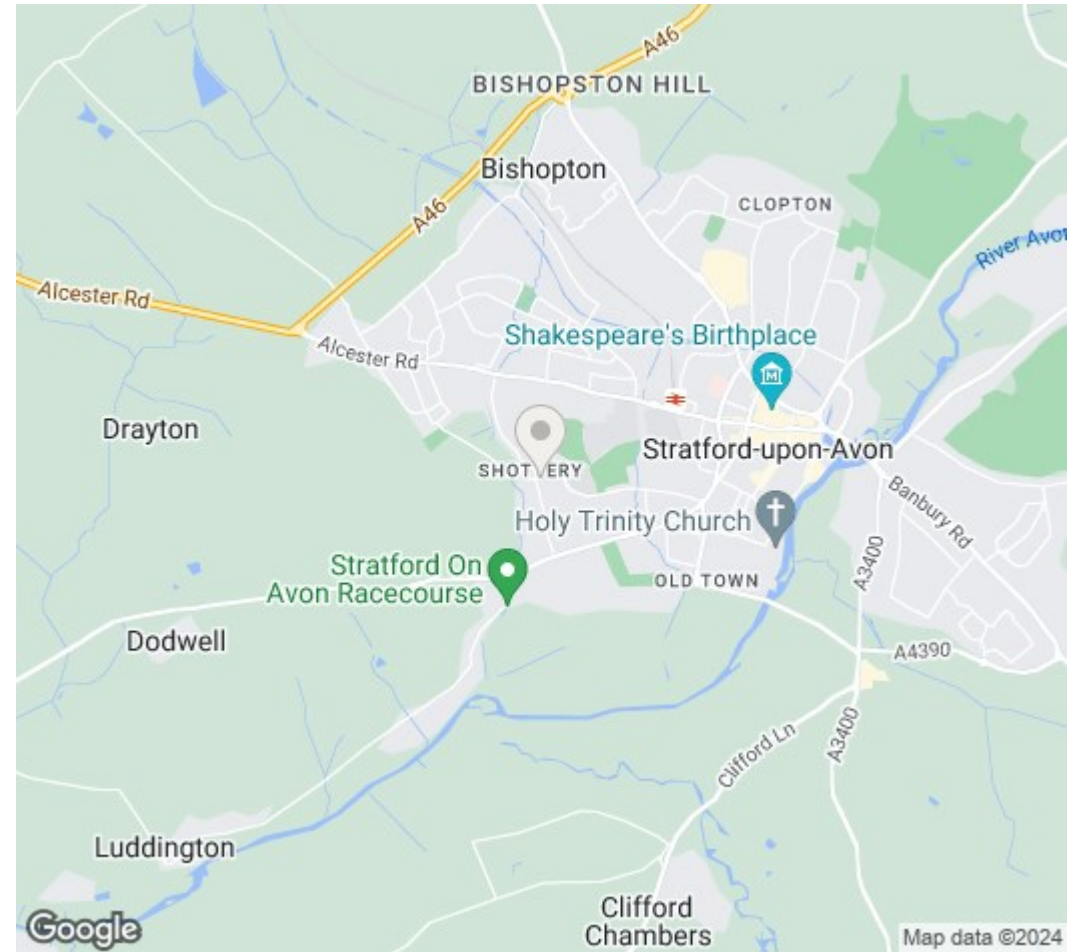 A46
BISHOPSTON HILL
Bishopton
CLOPTON
A46
River Avon
Alcester Rd
Shakespeare's Birthplace
Alcester Rd
M
Drayton
Stratford-upon-Avon
SHOTTERY
Banbury Rd
Holy Trinity Church
Stratford On
Avon Racecourse
OLD TOWN
A3400
Dodwell
A4390
Clifford Ln
A3400
Luddington
Clifford
Chambers
Google
Map data ©2024